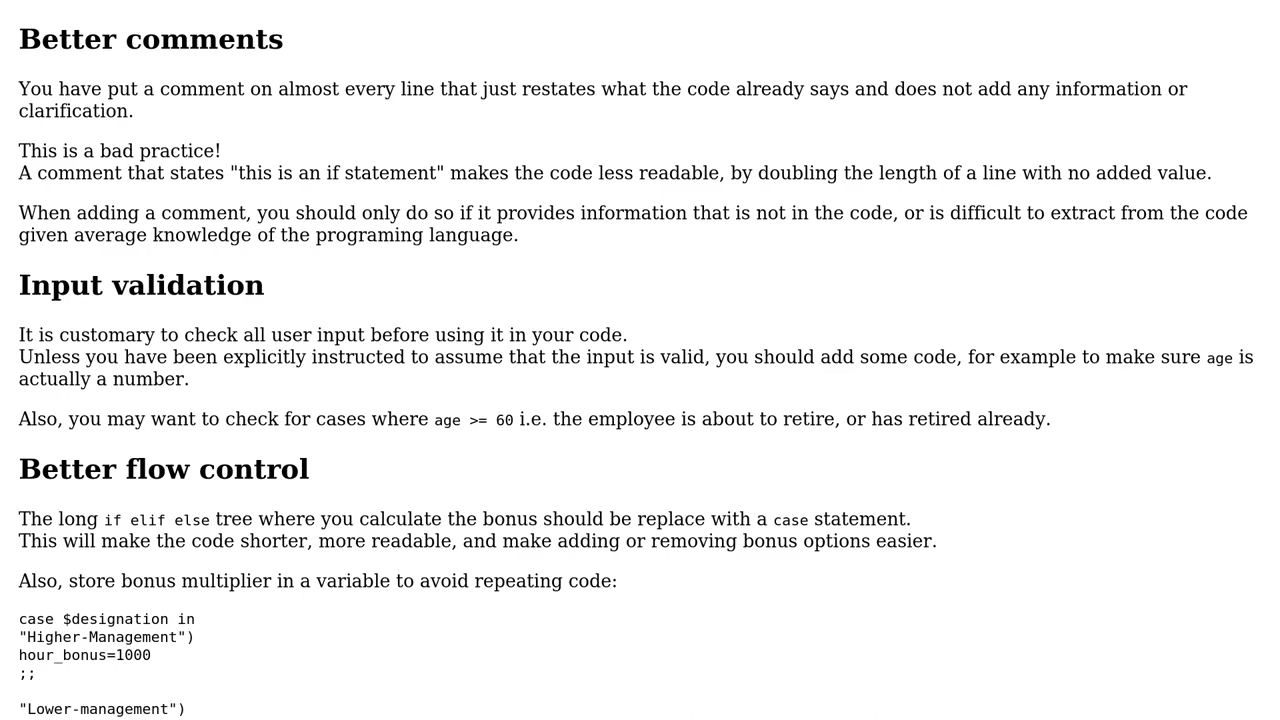 Better comments
You have put a comment on almost every line that just restates what the code already says and does not add any information or
clarification.
This is a bad practice!
A comment that states "this is an if statement" makes the code less readable, by doubling the length of a line with no added value.
When adding a comment, you should only do so if it provides information that is not in the code, or is difficult to extract from the code
given average knowledge of the programing language.
Input validation
It is customary to check all user input before using it in your code.
Unless you have been explicitly instructed to assume that the input is valid, you should add some code, for example to make sure age is
actually a number.
Also, you may want to check for cases where age >= 60 i.e. the employee is about to retire, or has retired already.
Better flow control
The long if elif else tree where you calculate the bonus should be replace with a case statement.
This will make the code shorter, more readable, and make adding or removing bonus options easier.
Also, store bonus multiplier in a variable to avoid repeating code:
case $designation in
"Higher-Management")
hour_bonus=1000
;;
"Lower-management")